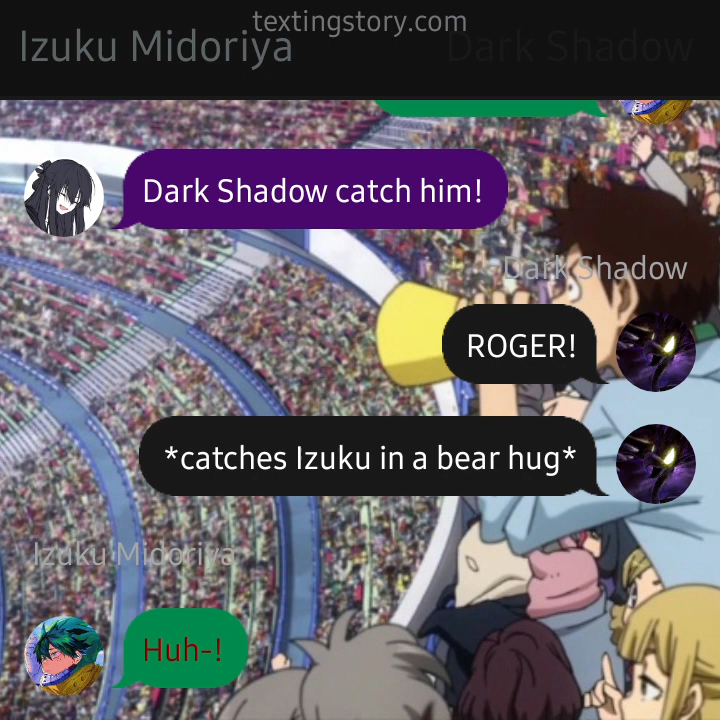 textingstory.com
Izuku Midoriya
Dark Shadow
Dark Shadow catch him!
Dark Shadow
ROGER!
*catches Izuku in a bear hug*
Izuku Midoriya
Huh-!